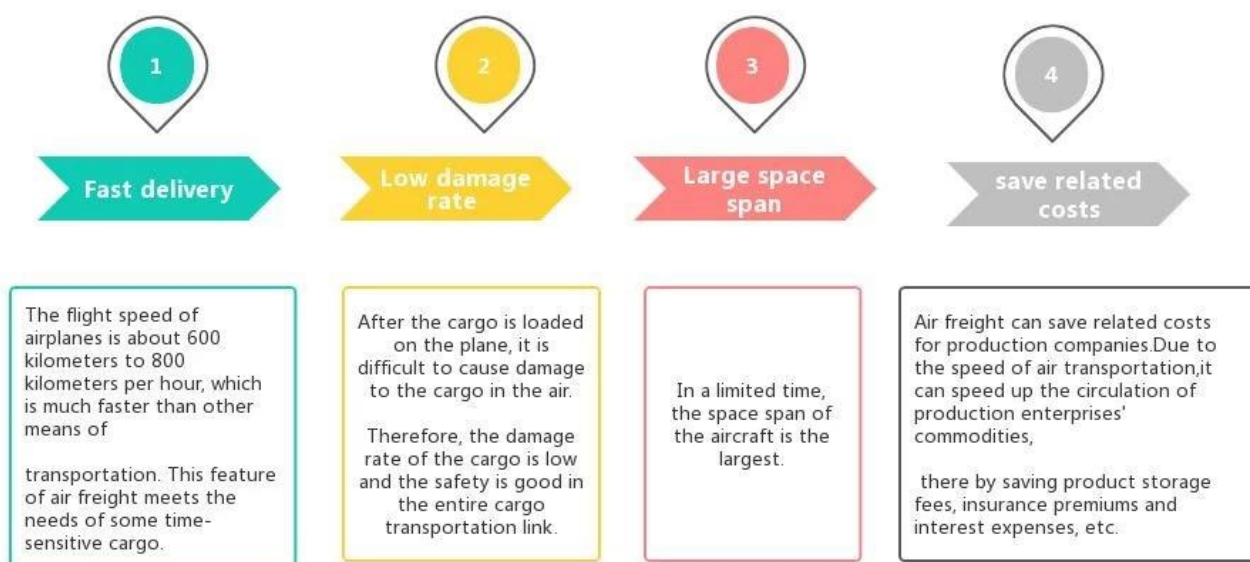 1
Fast delivery
The flight speed of
airplanes is about 600
kilometers to 800
kilometers per hour, which
is much faster than other
means of
transportation. This feature
of air freight meets the
needs of some time-
sensitive cargo.
2
Low damage
rate
After the cargo is loaded
on the plane, it is
difficult to cause damage
to the cargo in the air.
Therefore, the damage
rate of the cargo is low
and the safety is good in
the entire cargo
transportation link.
3
Large space
span
In a limited time,
the space span of
the aircraft is the
largest.
4
save related
costs
Air freight can save related costs
for production companies.Due to
the speed of air transportation,it
can speed up the circulation of
production enterprises'
commodities,
there by saving product storage
fees, insurance premiums and
interest expenses, etc.